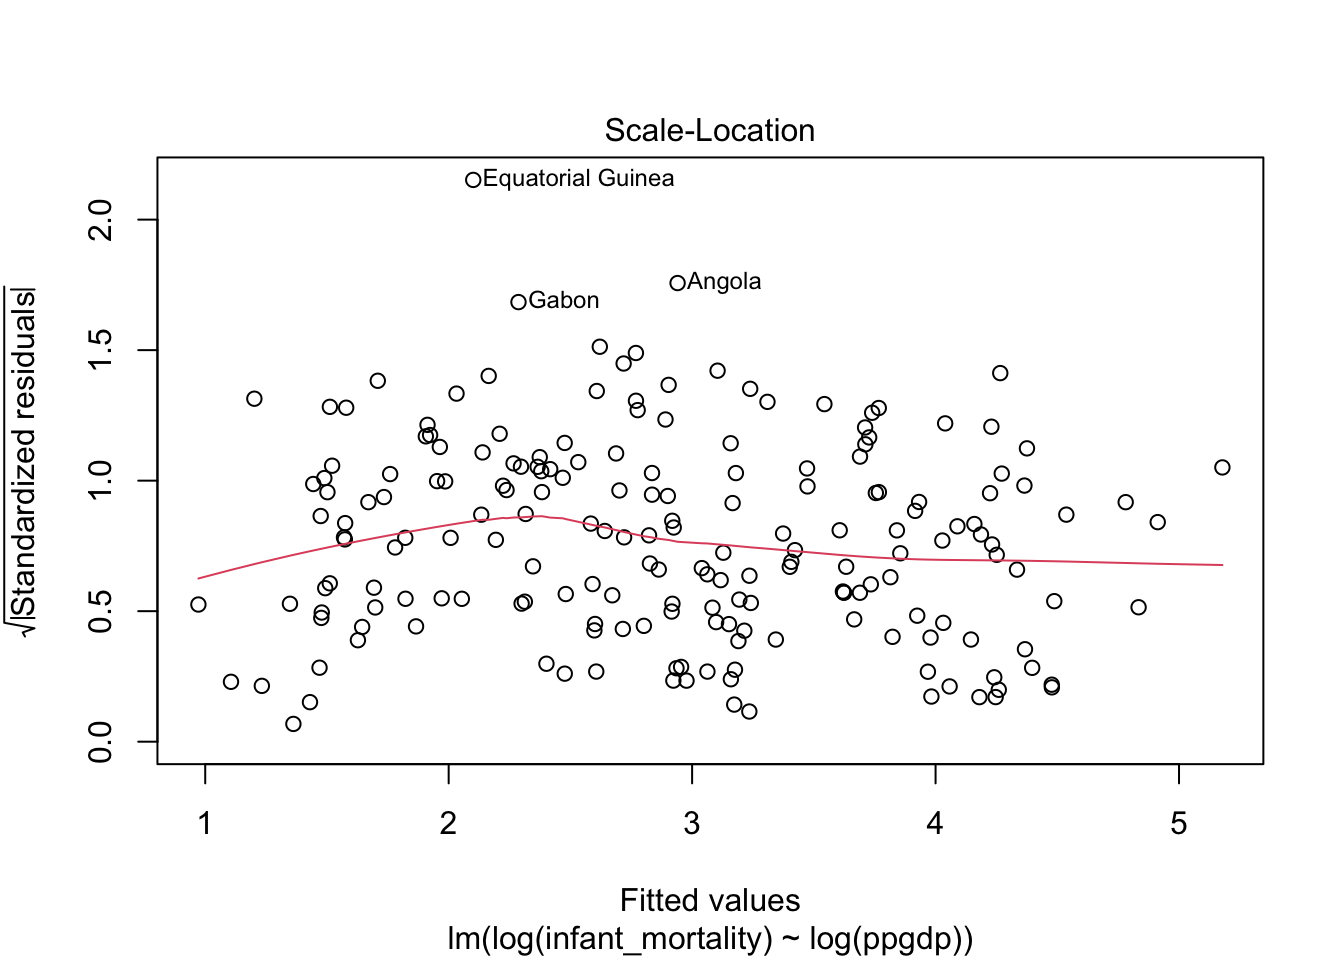 Scale-Location
Equatorial Guinea
Angola
Gabon
√|Standardized residuals|
0.0 0.5 1.0 1.5 2.0
1 2 3 4 5
Fitted values
lm(log(infant_mortality) ~ log(ppgdp))